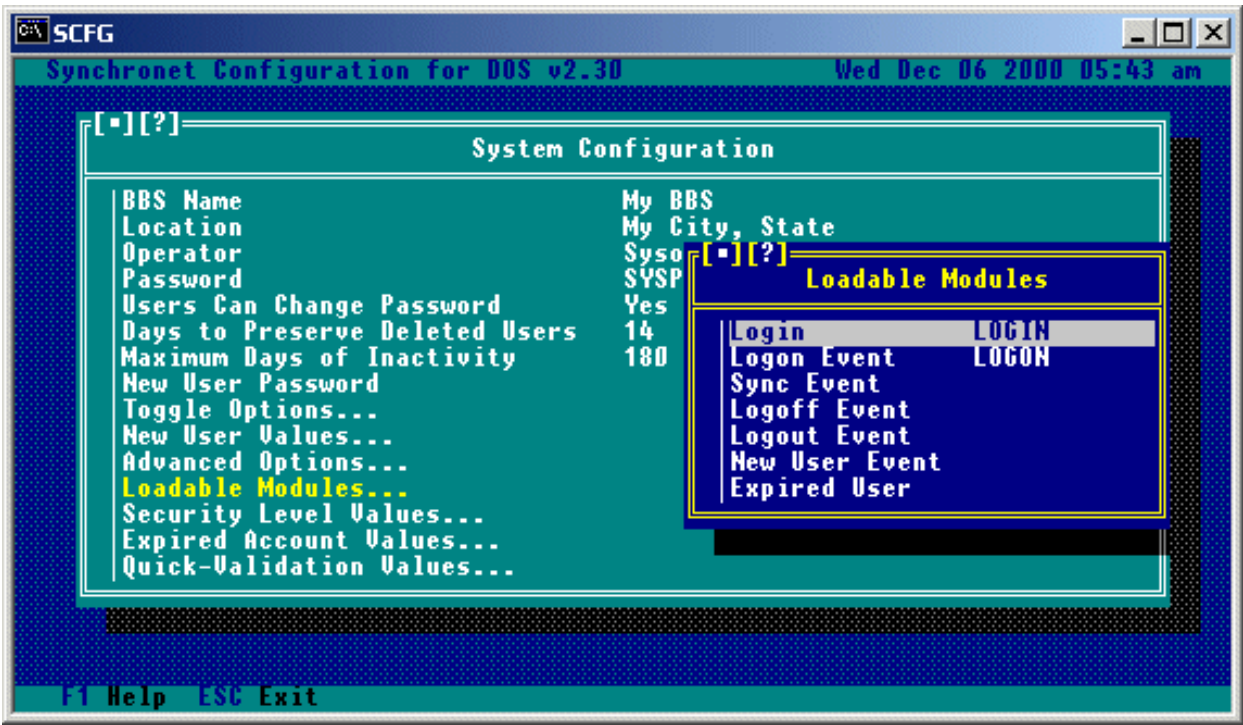 SCFG
Synchronet Configuration for DOS v2.30 Wed Dec 06 2000 05:43 am
[▪][?]
System Configuration
BBS Name My BBS
Location My City, State
Operator Syso
Password SYSP
Users Can Change Password Yes
Days to Preserve Deleted Users 14
Maximum Days of Inactivity 180
New User Password
Toggle Options...
New User Values...
Advanced Options...
Loadable Modules...
Security Level Values...
Expired Account Values...
Quick-Validation Values...
[▪][?]
Loadable Modules
Login LOGIN
Logon Event LOGON
Sync Event
Logoff Event
Logout Event
New User Event
Expired User
F1 Help ESC Exit